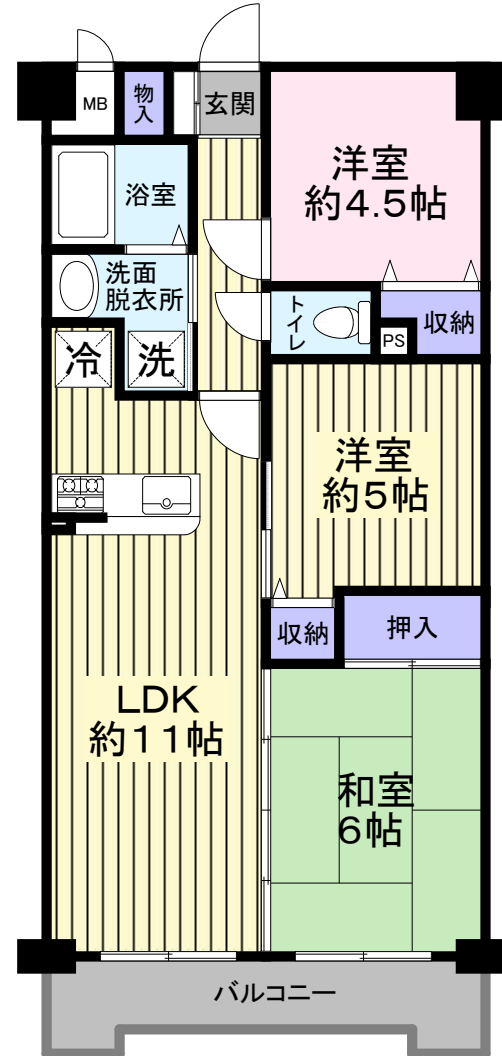 MB
物入
玄関
洋室
約4.5帖
浴室
洗面
脱衣所
トイレ
収納
PS
冷
洗
洋室
約5帖
収納
押入
LDK
約11帖
和室
6帖
バルコニー